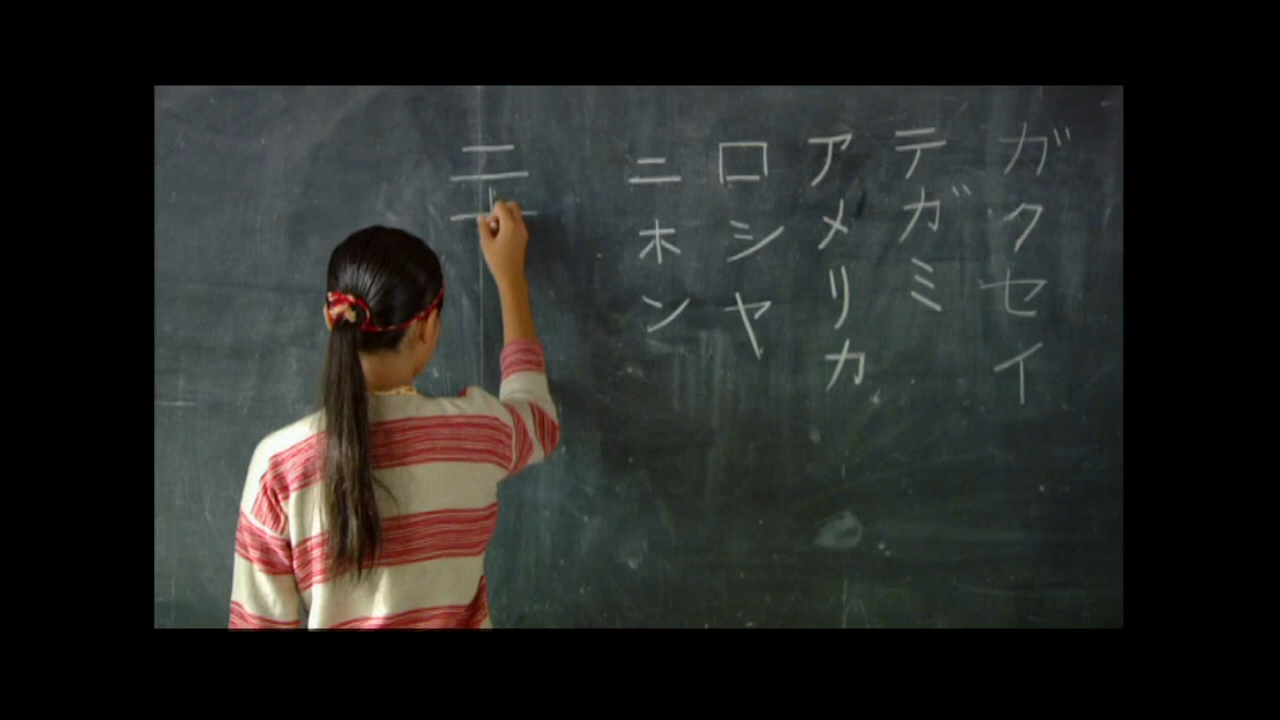 ガクセイ
テガミ
アメリカ
ロシヤ
ニホン